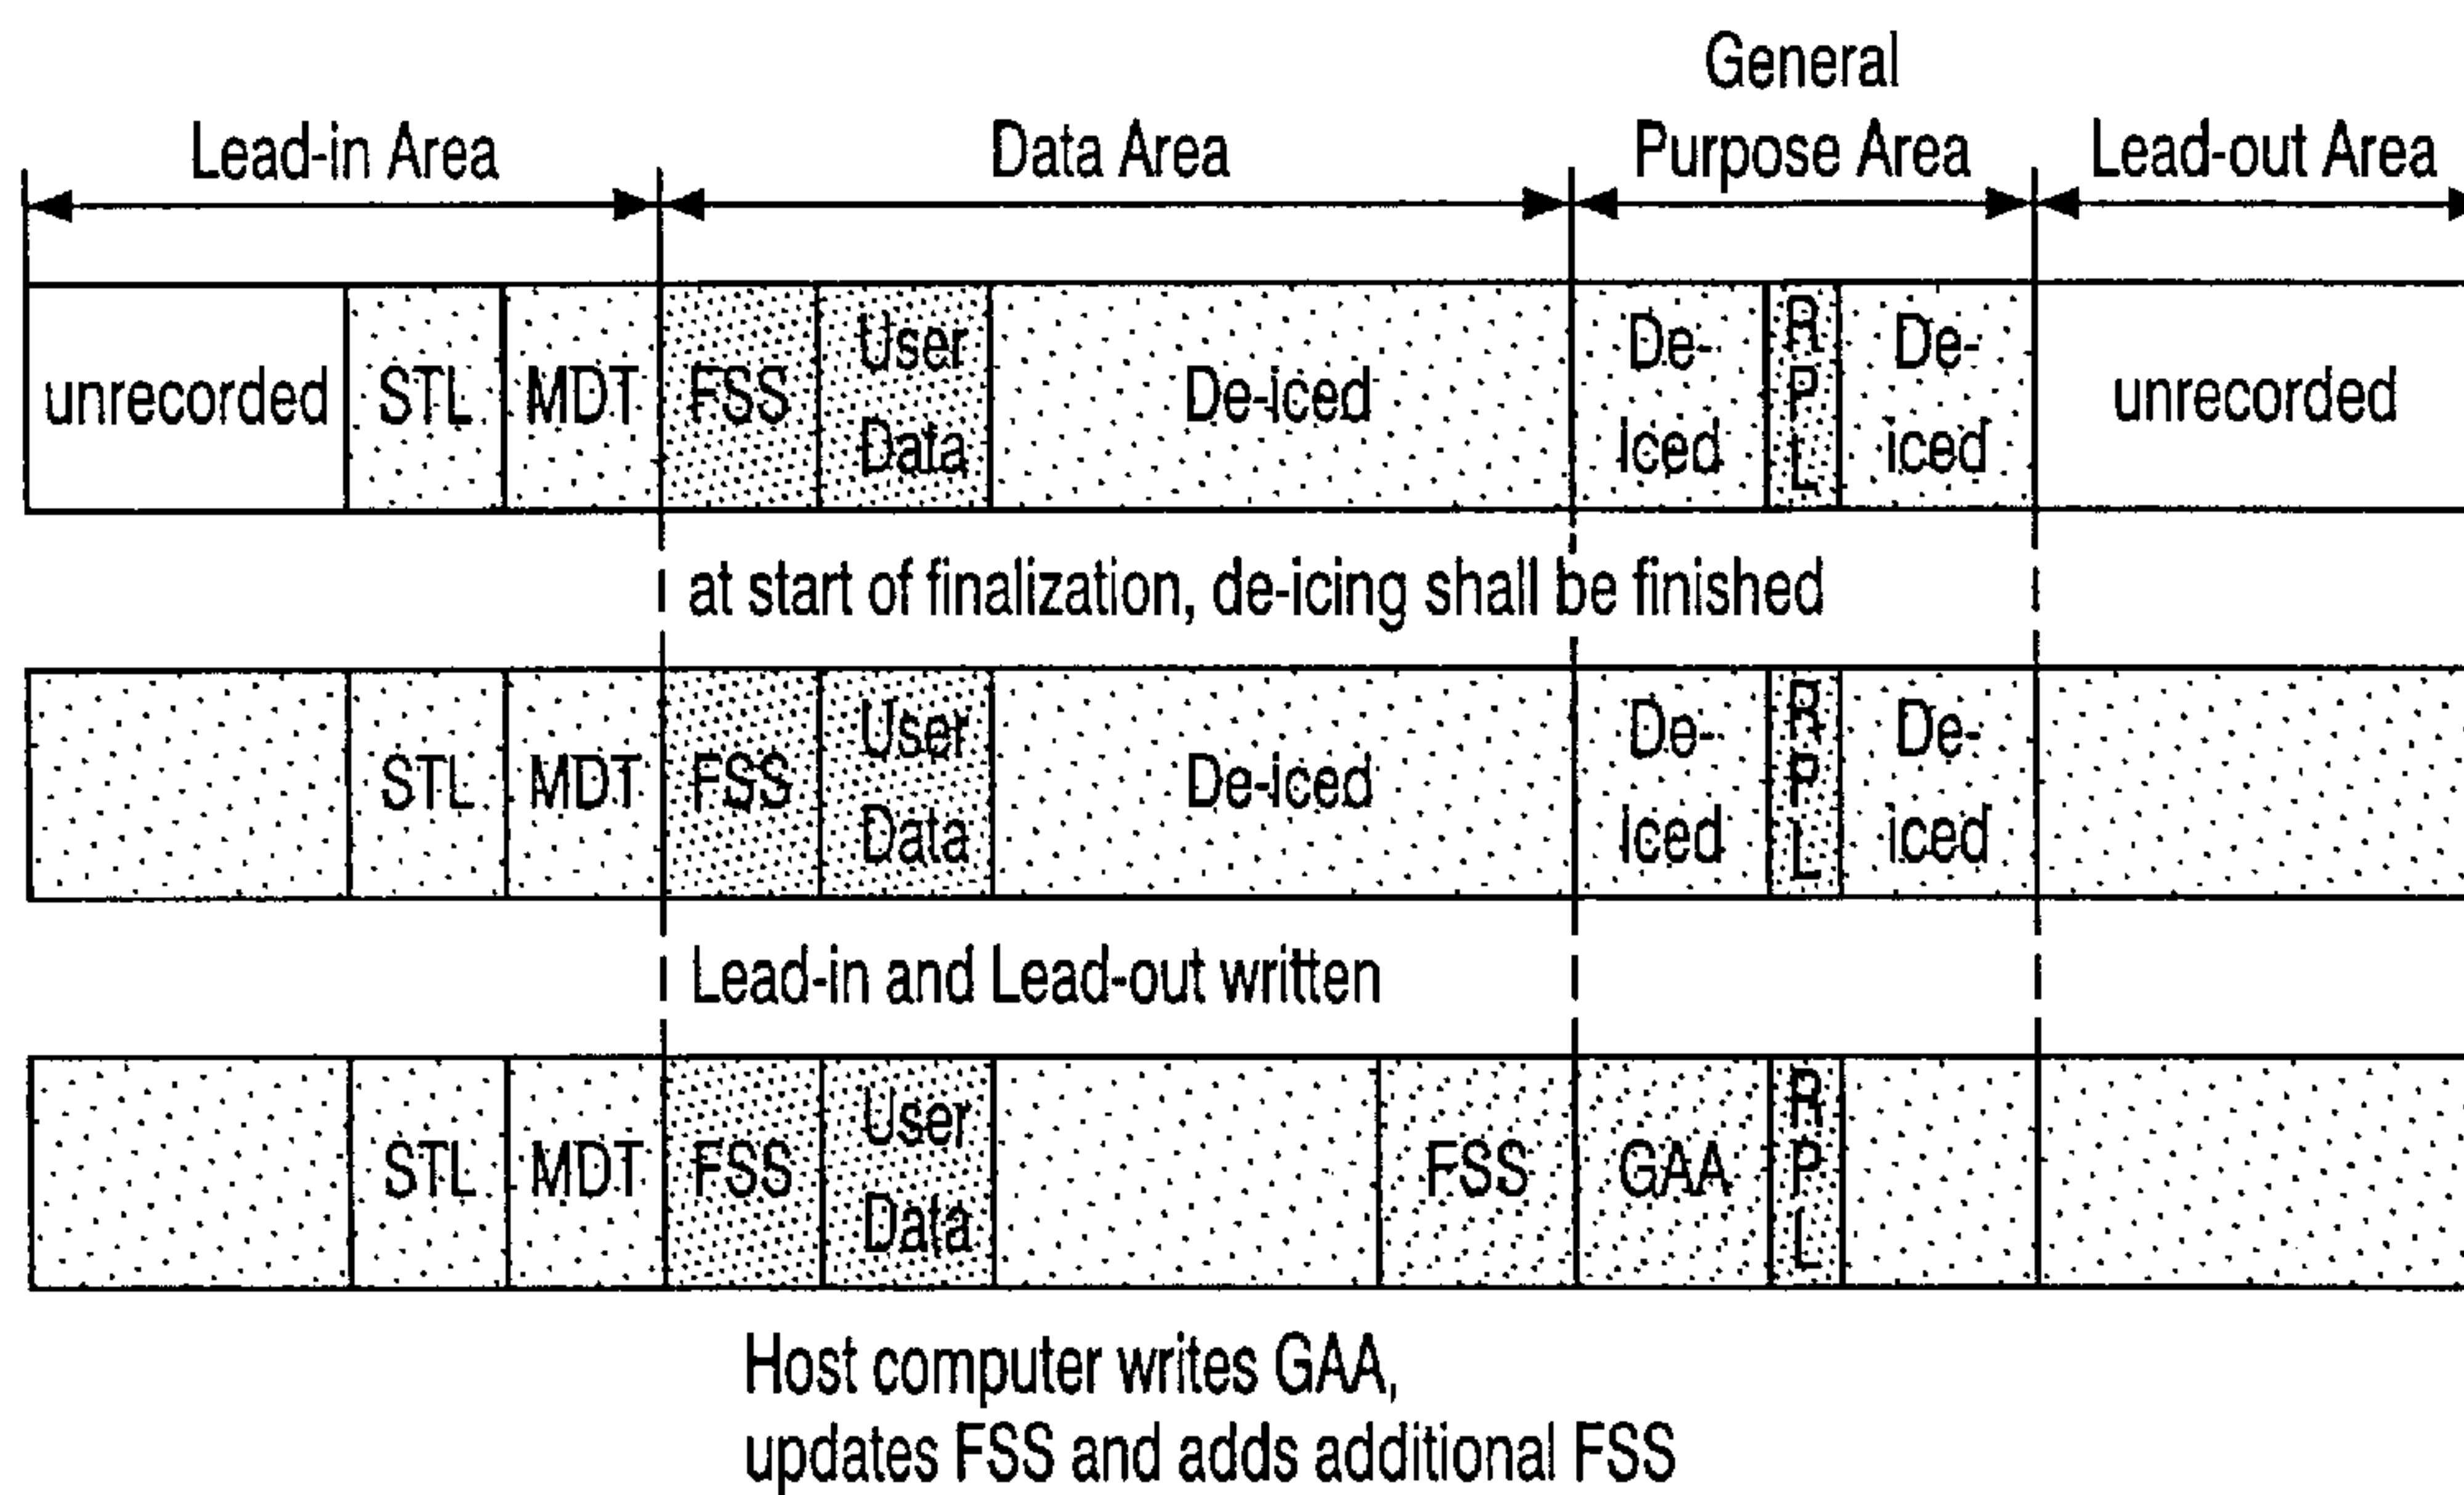 General
Lead-in Area Data Area Purpose Area Lead-out Area
unrecorded STL MDT FSS User Data De-iced De-Iced RPL De-iced unrecorded
at start of finalization, de-icing shall be finished
STL MDT FSS User Data De-iced De-Iced RPL De-iced
Lead-in and Lead-out written
STL MDT FSS User Data FSS GAA RPL
Host computer writes GAA,
updates FSS and adds additional FSS